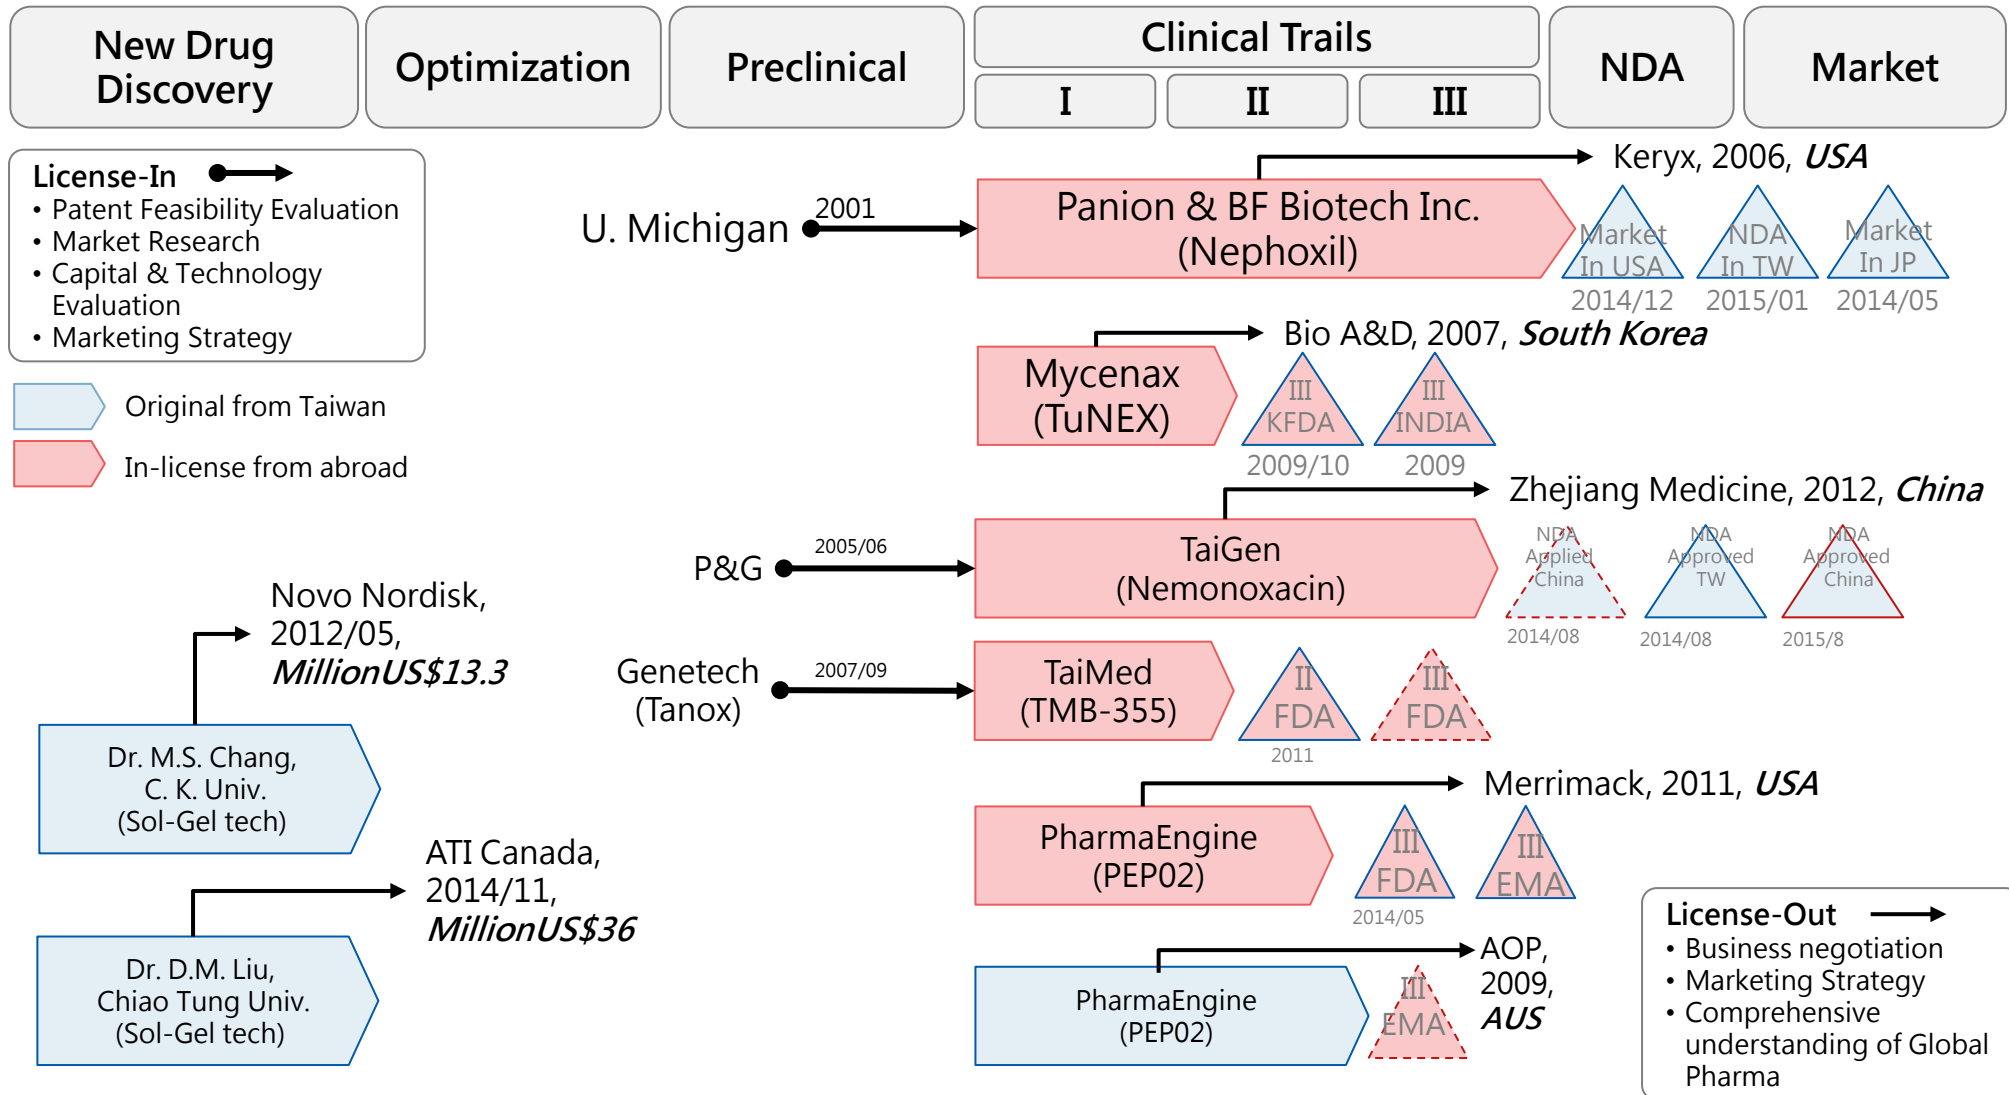 New Drug
Discovery
Optimization
Preclinical
Clinical Trails
I
II
III
NDA
Market
License-In
• Patent Feasibility Evaluation
• Market Research
• Capital & Technology
Evaluation
• Marketing Strategy
Original from Taiwan
In-license from abroad
U. Michigan
2001
Panion & BF Biotech Inc.
(Nephoxil)
Keryx, 2006, USA
Market
In USA
2014/12
NDA
In TW
2015/01
Market
In JP
2014/05
Mycenax
(TuNEX)
Bio A&D, 2007, South Korea
III
KFDA
2009/10
III
INDIA
2009
P&G
2005/06
TaiGen
(Nemonoxacin)
Zhejiang Medicine, 2012, China
NDA
Applied
China
2014/08
NDA
Approved
TW
2014/08
NDA
Approved
China
2015/8
Genetech
(Tanox)
2007/09
TaiMed
(TMB-355)
II
FDA
2011
III
FDA
Novo Nordisk,
2012/05,
MillionUS$13.3
Dr. M.S. Chang,
C. K. Univ.
(Sol-Gel tech)
ATI Canada,
2014/11,
MillionUS$36
Dr. D.M. Liu,
Chiao Tung Univ.
(Sol-Gel tech)
PharmaEngine
(PEP02)
Merrimack, 2011, USA
III
FDA
2014/05
III
EMA
PharmaEngine
(PEP02)
AOP,
2009,
AUS
III
EMA
License-Out
• Business negotiation
• Marketing Strategy
• Comprehensive
understanding of Global
Pharma